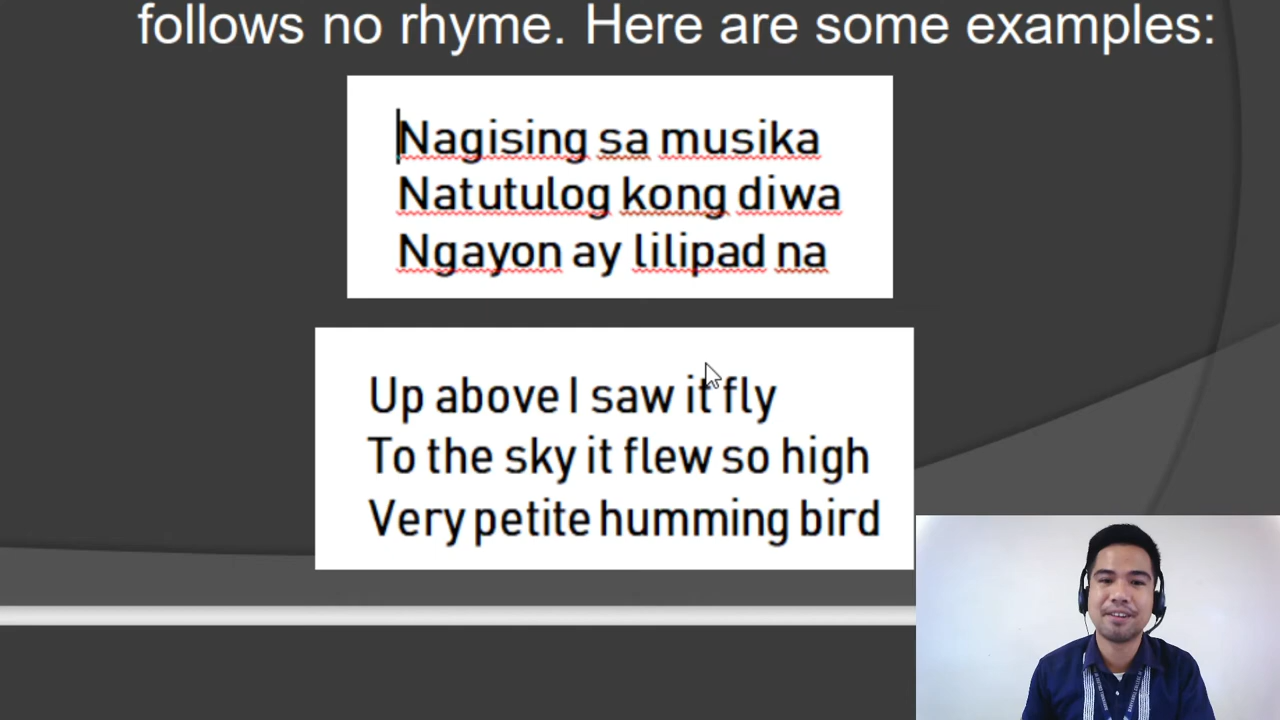 follows no rhyme. Here are some examples:
Nagising sa musika
Natutulog kong diwa
Ngayon ay lilipad na
Up above I saw it fly
To the sky it flew so high
Very petite humming bird